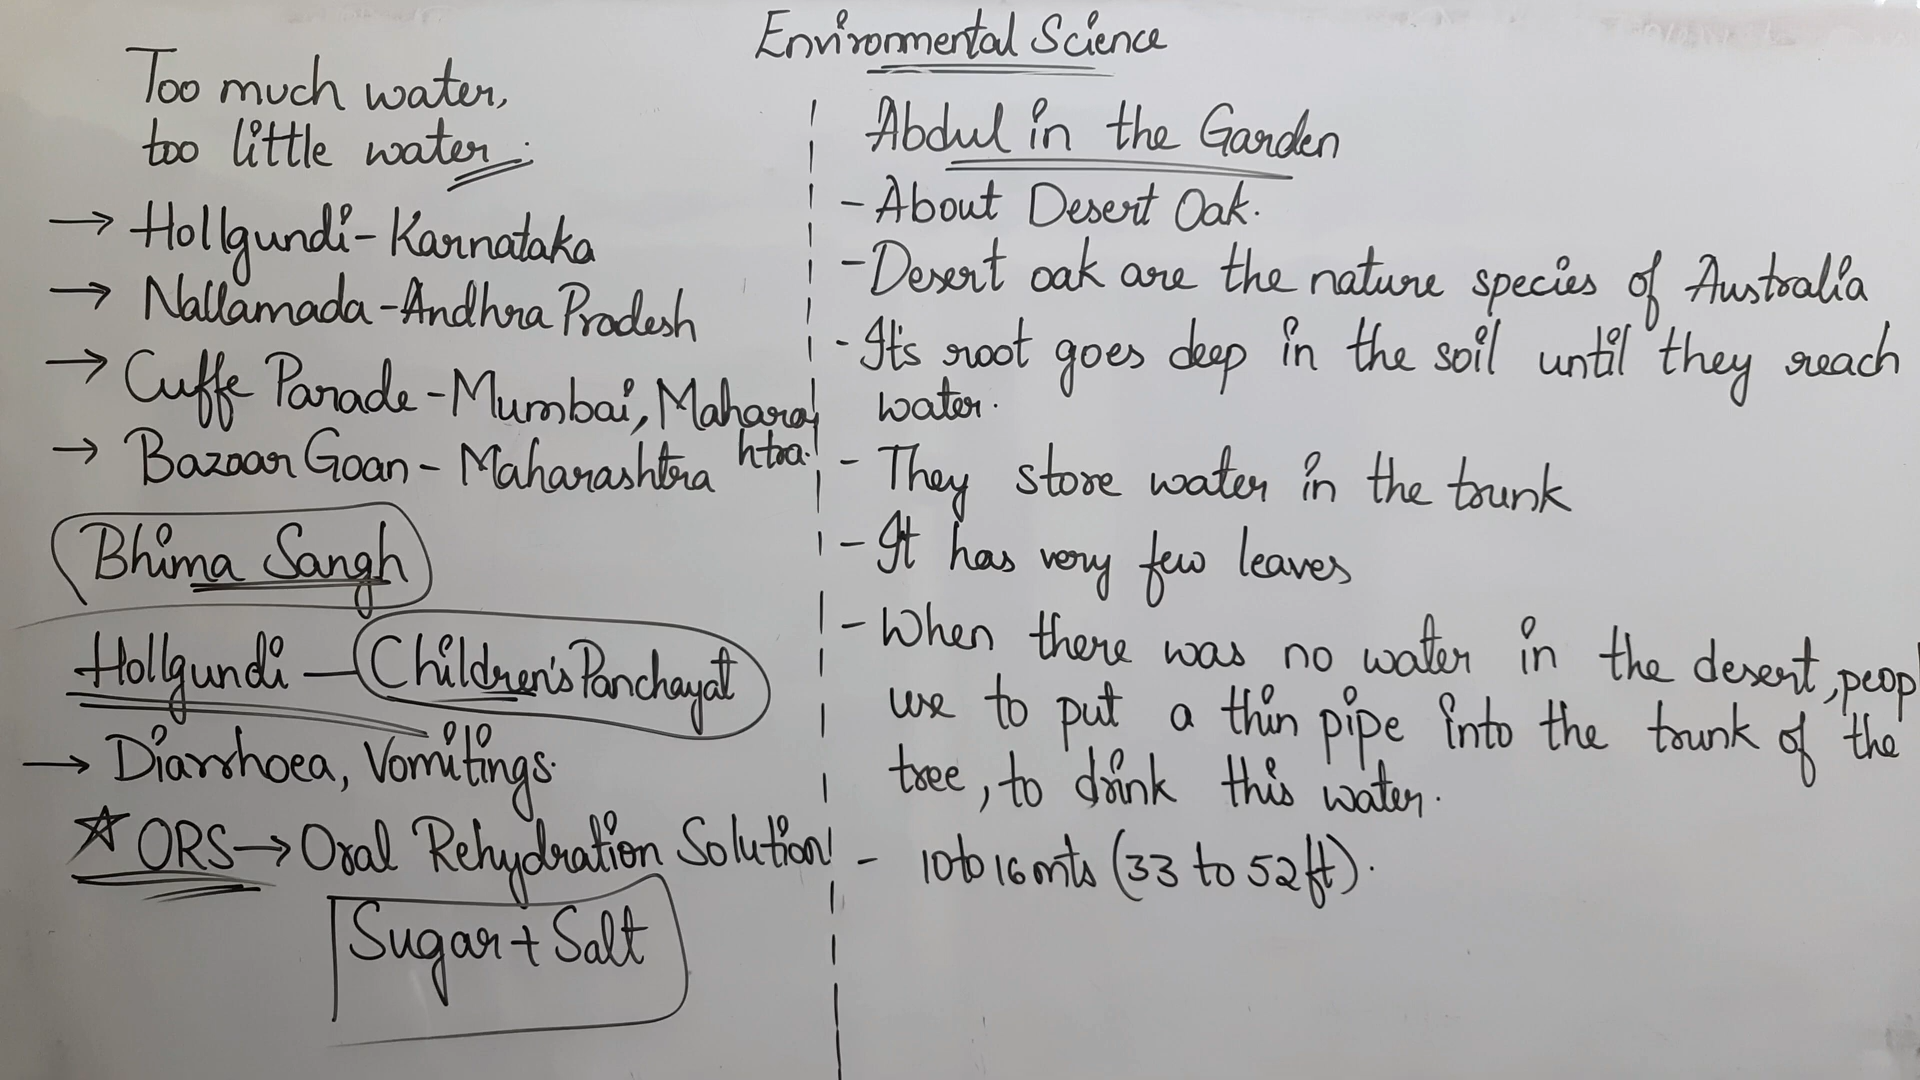 Environmental Science
Too much water,
too little water.
→ Hollgundi - Karnataka
→ Nallamada - Andhra Pradesh
→ Cuffe Parade - Mumbai, Maharas
htra.
→ Bazaar Goan - Maharashtra
Bhima Sangh
Hollgundi — Children's Panchayat
→ Diarrhoea, Vomitings.
☆ ORS → Oral Rehydration Solution
Sugar + Salt
Abdul in the Garden
- About Desert Oak.
- Desert oak are the nature species of Australia
- It's root goes deep in the soil until they reach
water.
- They store water in the trunk
- It has very few leaves
- When there was no water in the desert, peop
use to put a thin pipe into the trunk of the
tree, to drink this water.
- 10 to 16 mts (33 to 52 ft).